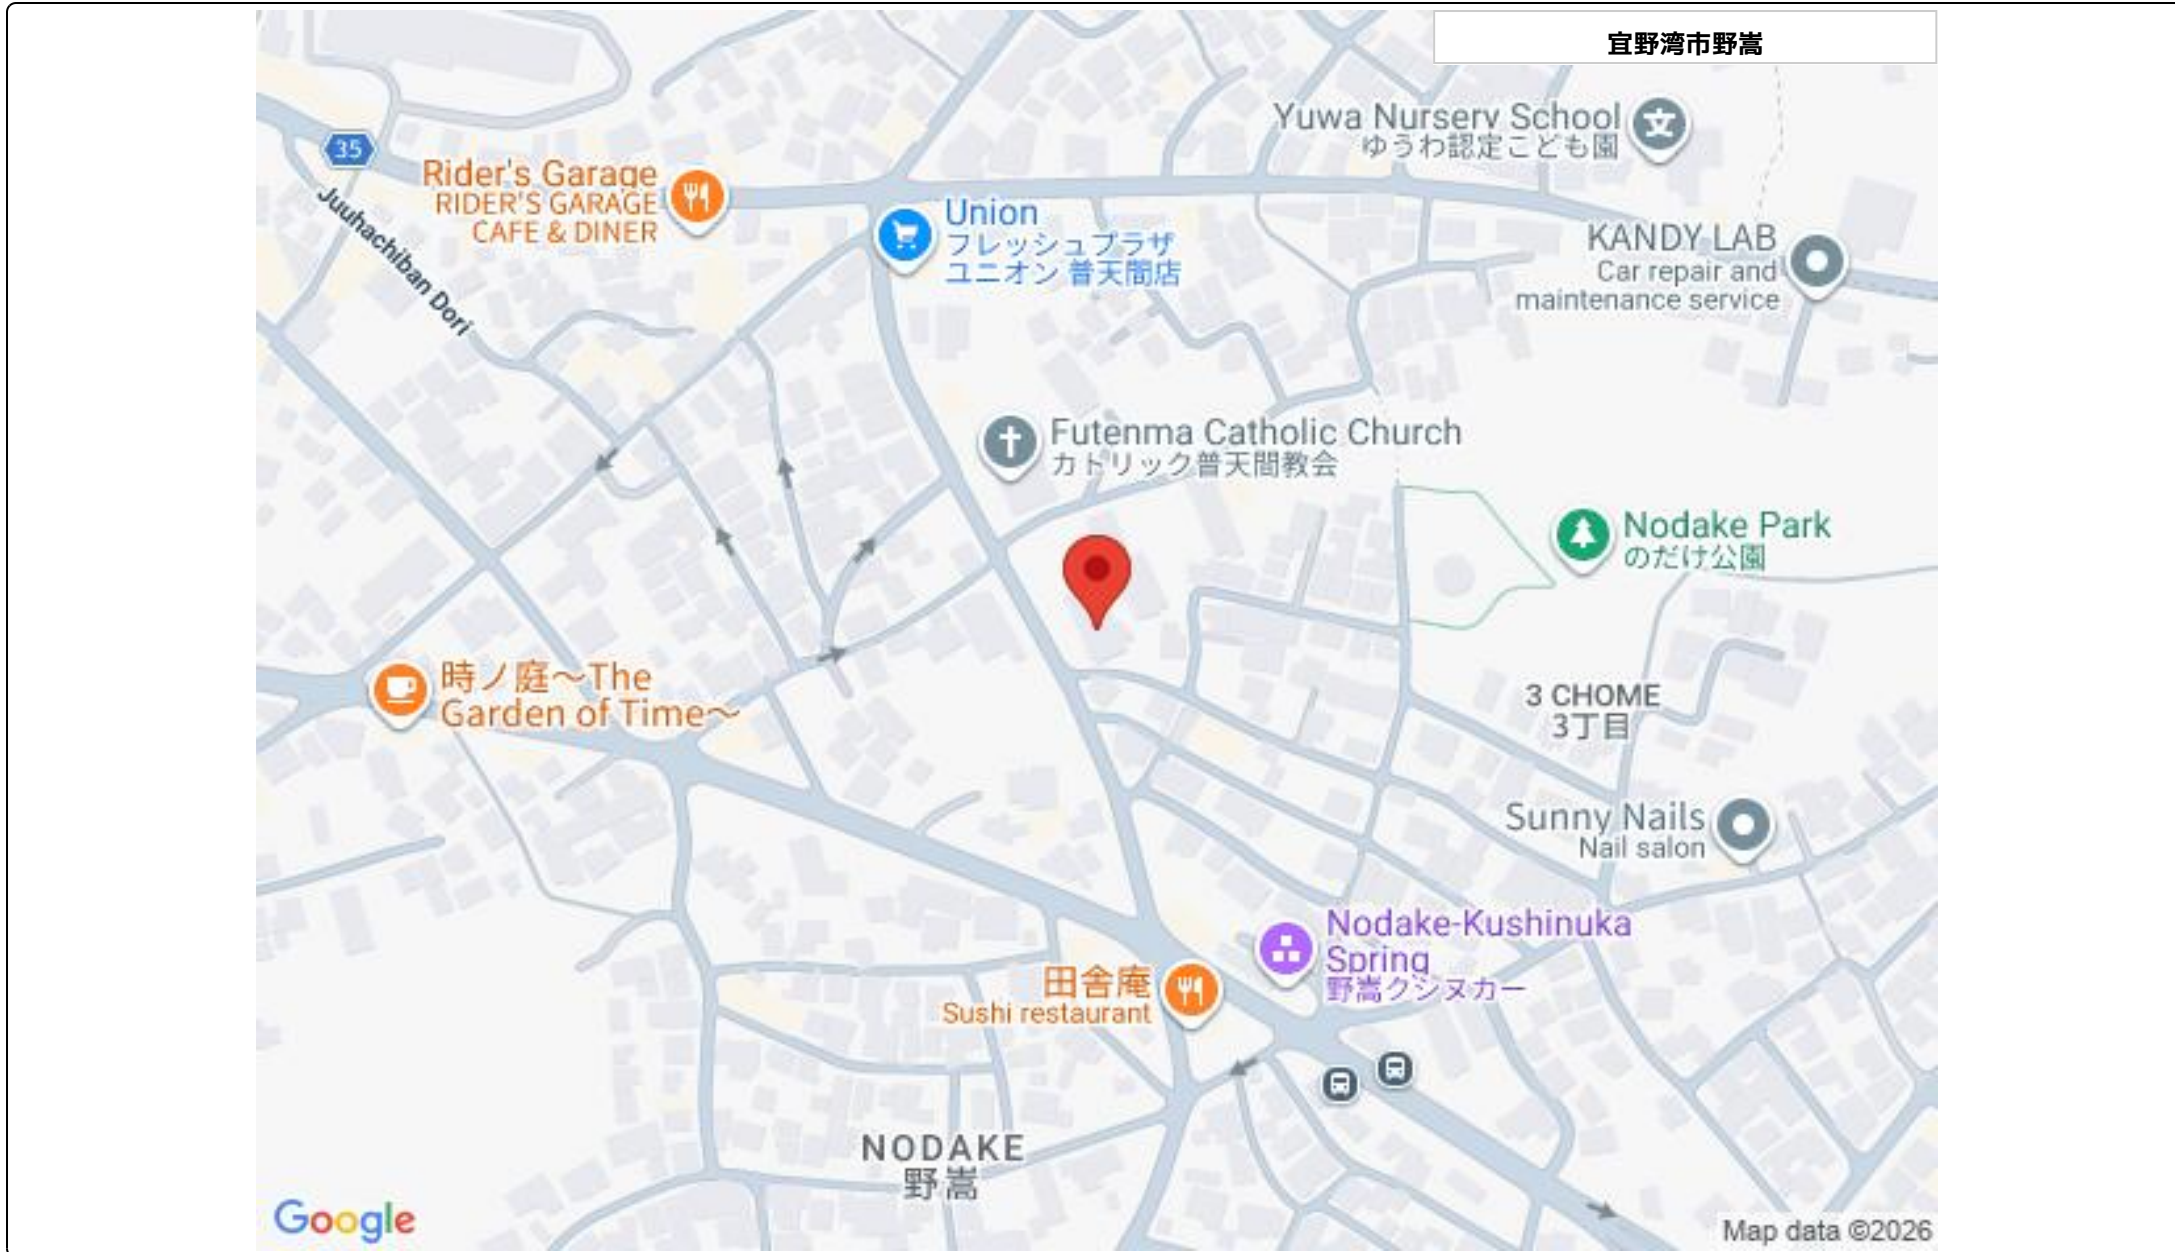 宜野湾市野嵩
Yuwa Nursery School
ゆうわ認定こども園
35
Rider's Garage
RIDER'S GARAGE
CAFE & DINER
Juuhachiban Dori
Union
フレッシュプラザ
ユニオン 普天間店
KANDY LAB
Car repair and
maintenance service
Futenma Catholic Church
カトリック普天間教会
Nodake Park
のだけ公園
時ノ庭〜The
Garden of Time〜
3 CHOME
3丁目
Sunny Nails
Nail salon
Nodake-Kushinuka
Spring
野嵩クシヌカー
田舎庵
Sushi restaurant
NODAKE
野嵩
Google
Map data ©2026